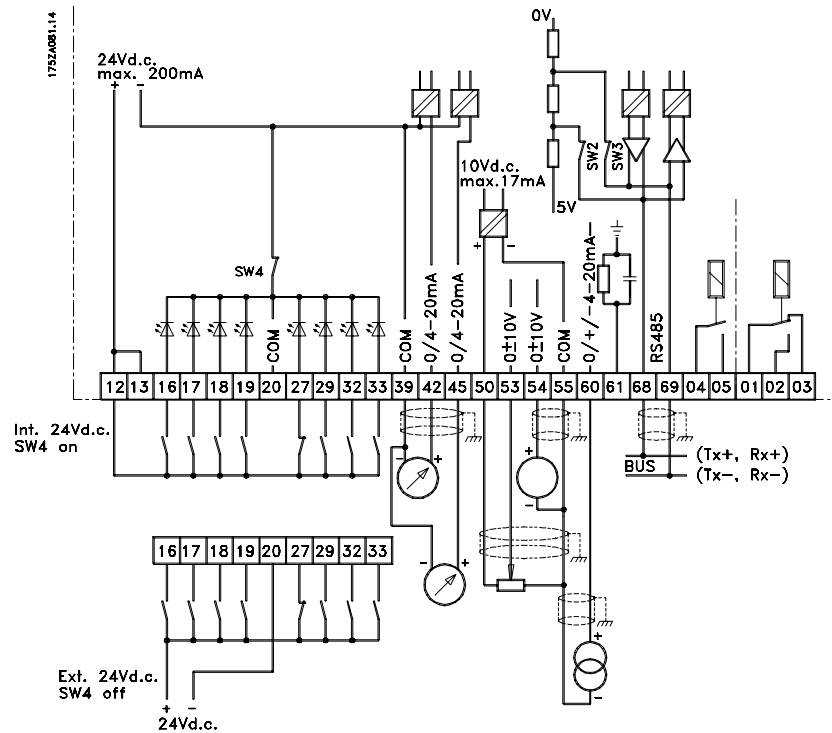 175ZA081.14
24Vd.c.
max. 200mA
+ −
0V
SW2
SW3
5V
10Vd.c.
max.17mA
+ −
SW4
COM
COM
0/4-20mA
0/4-20mA
0±10V
0±10V
COM
0/+/-4-20mA-
RS485
12 13 16 17 18 19 20 27 29 32 33 39 42 45 50 53 54 55 60 61 68 69 04 05 01 02 03
Int. 24Vd.c.
SW4 on
− +
+
−
BUS
(Tx+, Rx+)
(Tx−, Rx−)
16 17 18 19 20 27 29 32 33
− +
+
−
Ext. 24Vd.c.
SW4 off
+ −
24Vd.c.